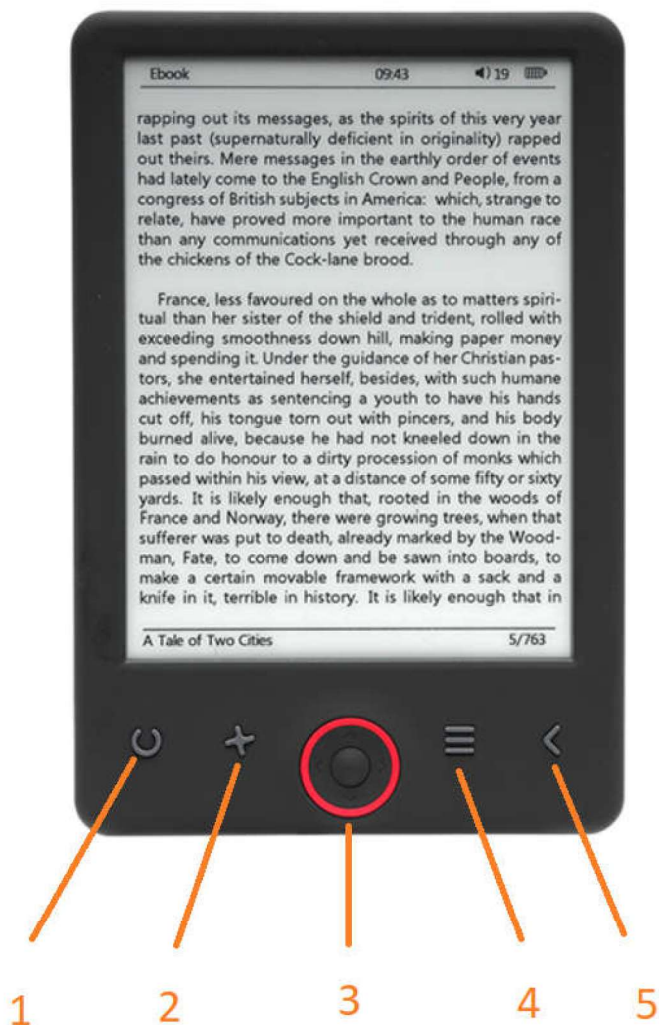 Ebook 09:43 19
rapping out its messages, as the spirits of this very year
last past (supernaturally deficient in originality) rapped
out theirs. Mere messages in the earthly order of events
had lately come to the English Crown and People, from a
congress of British subjects in America: which, strange to
relate, have proved more important to the human race
than any communications yet received through any of
the chickens of the Cock-lane brood.
France, less favoured on the whole as to matters spiri-
tual than her sister of the shield and trident, rolled with
exceeding smoothness down hill, making paper money
and spending it. Under the guidance of her Christian pas-
tors, she entertained herself, besides, with such humane
achievements as sentencing a youth to have his hands
cut off, his tongue torn out with pincers, and his body
burned alive, because he had not kneeled down in the
rain to do honour to a dirty procession of monks which
passed within his view, at a distance of some fifty or sixty
yards. It is likely enough that, rooted in the woods of
France and Norway, there were growing trees, when that
sufferer was put to death, already marked by the Wood-
man, Fate, to come down and be sawn into boards, to
make a certain movable framework with a sack and a
knife in it, terrible in history. It is likely enough that in
A Tale of Two Cities 5/763
1 2 3 4 5